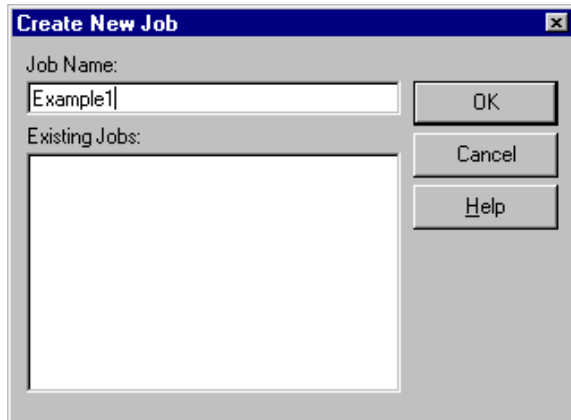 Create New Job
Job Name:
Example1
OK
Existing Jobs:
Cancel
Help